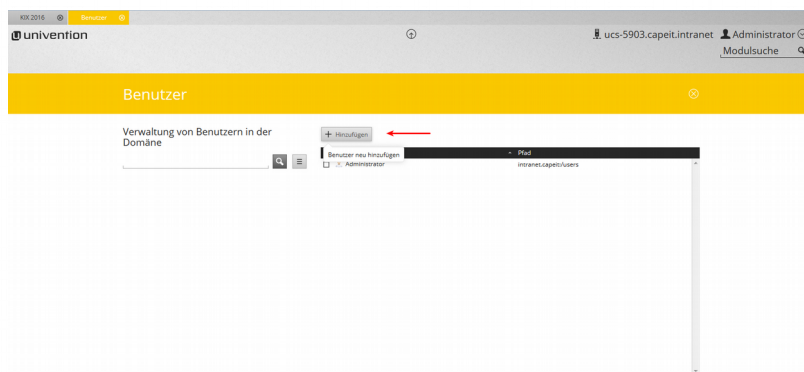 KIX 2016 Benutzer
univention ucs-5903.capeit.intranet Administrator
Modulsuche
Benutzer
Verwaltung von Benutzern in der
Domäne
+ Hinzufügen
Benutzer neu hinzufügen
Pfad
Administrator intranet.capeit:/users